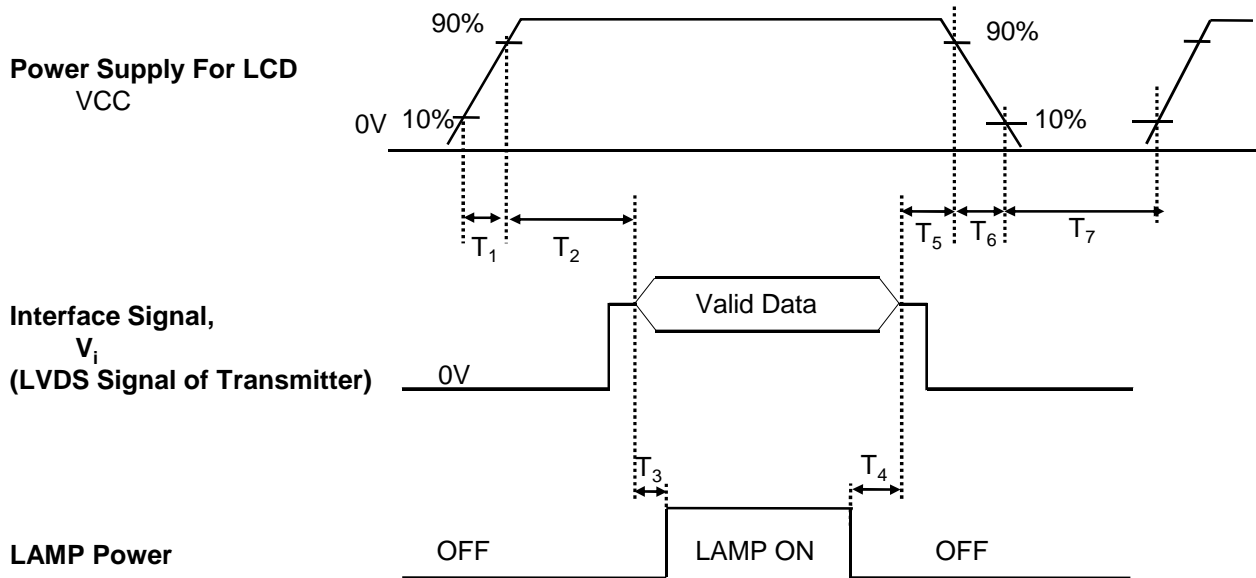 90%
90%
Power Supply For LCD
VCC
0V
10%
10%
T1
T2
T5
T6
T7
Interface Signal,
Vi
(LVDS Signal of Transmitter)
Valid Data
0V
T3
T4
LAMP Power
OFF
LAMP ON
OFF